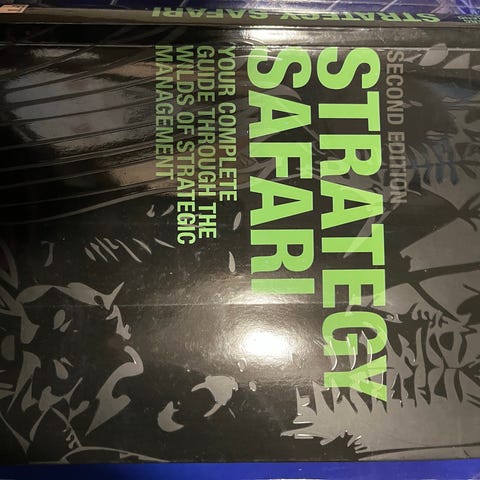 STRATEGY SAFARI
SECOND EDITION
STRATEGY
SAFARI
YOUR COMPLETE
GUIDE THROUGH THE
WILDS OF STRATEGIC
MANAGEMENT